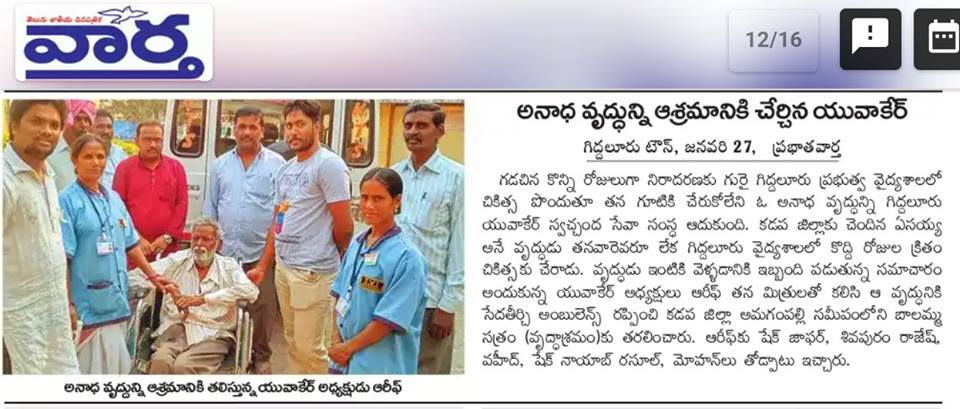 తెలుగు జాతీయ దినపత్రిక
వార్త
12/16
అనాధ వృద్ధున్ని ఆశ్రమానికి చేర్చిన యువాకేర్
గిద్దలూరు టౌన్, జనవరి 27, ప్రభాతవార్త
గడచిన కొన్ని రోజులుగా నిరాదరణకు గురై గిద్దలూరు ప్రభుత్వ వైద్యశాలలో
చికిత్స పొందుతూ తన గూటికి చేరుకోలేని ఓ అనాధ వృద్ధున్ని గిద్దలూరు
యువాకేర్ స్వచ్ఛంద సేవా సంస్థ ఆదుకుంది. కడప జిల్లాకు చెందిన ఏసయ్య
అనే వృద్ధుడు తనవారెవరూ లేక గిద్దలూరు వైద్యశాలలో కొద్ది రోజుల క్రితం
చికిత్సకు చేరాడు. వృద్ధుడు ఇంటికి వెళ్ళడానికి ఇబ్బంది పడుతున్న సమాచారం
అందుకున్న యువాకేర్ అధ్యక్షులు ఆరీఫ్ తన మిత్రులతో కలిసి ఆ వృద్ధునికి
సేదతీర్చి అంబులెన్స్ రప్పించి కడప జిల్లా అమగంపల్లి సమీపంలోని బాలమ్మ
సత్రం (వృద్ధాశ్రమం)కు తరలించారు. ఆరీఫ్‌కు షేక్ జాఫర్, శివపురం రాజేష్,
వహీద్, షేక్ నాయాబ్ రసూల్, మోహన్‌లు తోడ్పాటు ఇచ్చారు.
అనాధ వృద్ధున్ని ఆశ్రమానికి తలిస్తున్న యువాకేర్ అధ్యక్షుడు ఆరీఫ్